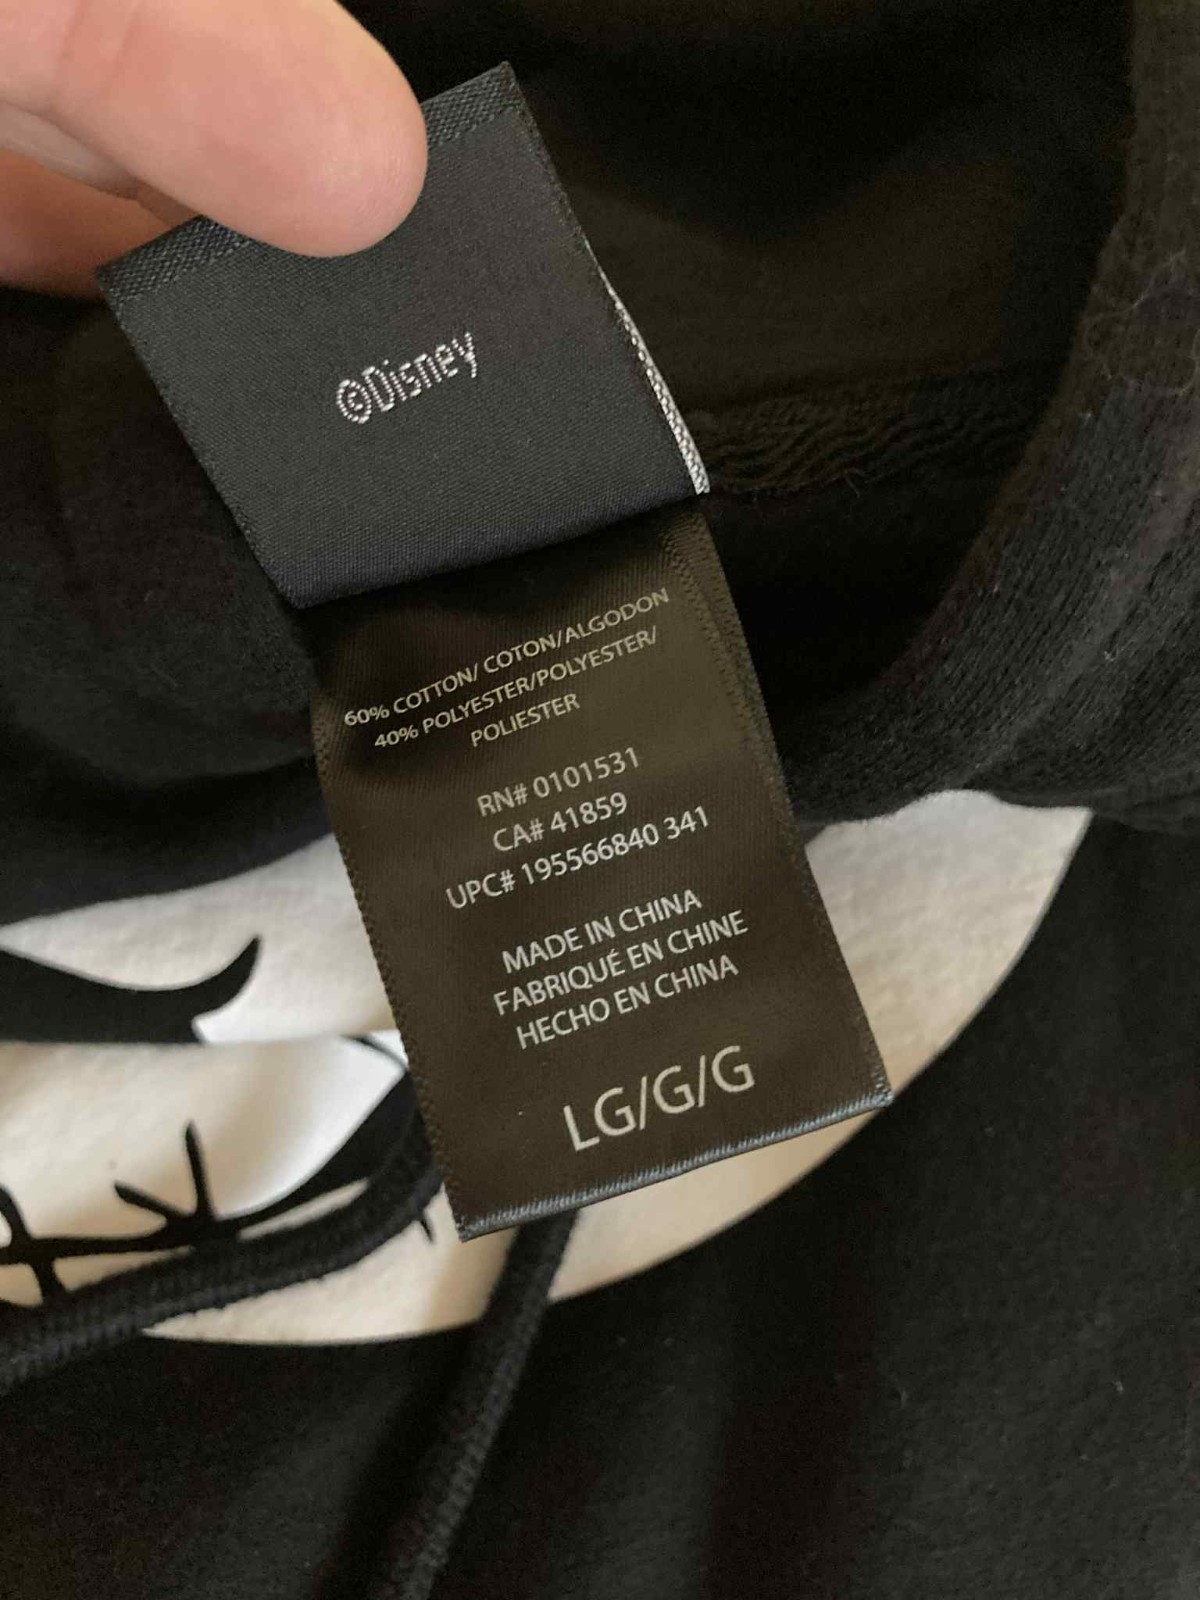 ©Disney
60% COTTON/ COTON/ALGODON
40% POLYESTER/POLYESTER/
POLIESTER
RN# 0101531
CA# 41859
UPC# 195566840 341
MADE IN CHINA
FABRIQUÉ EN CHINE
HECHO EN CHINA
LG/G/G